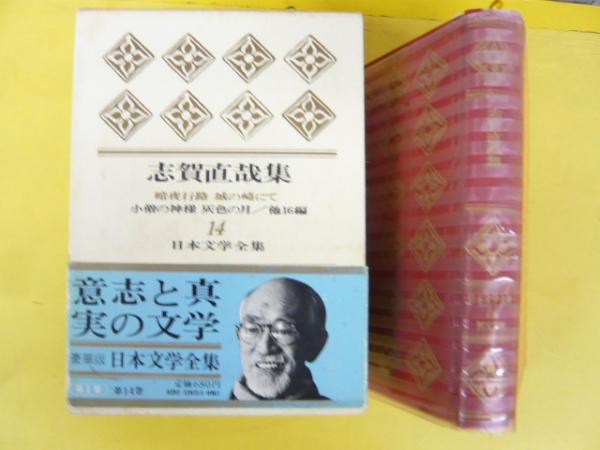 志賀直哉集
暗夜行路 城の崎にて
小僧の神様 灰色の月／他16編
14
日本文学全集
意志と真
実の文学
豪華版 日本文学全集
第14巻
定価650円